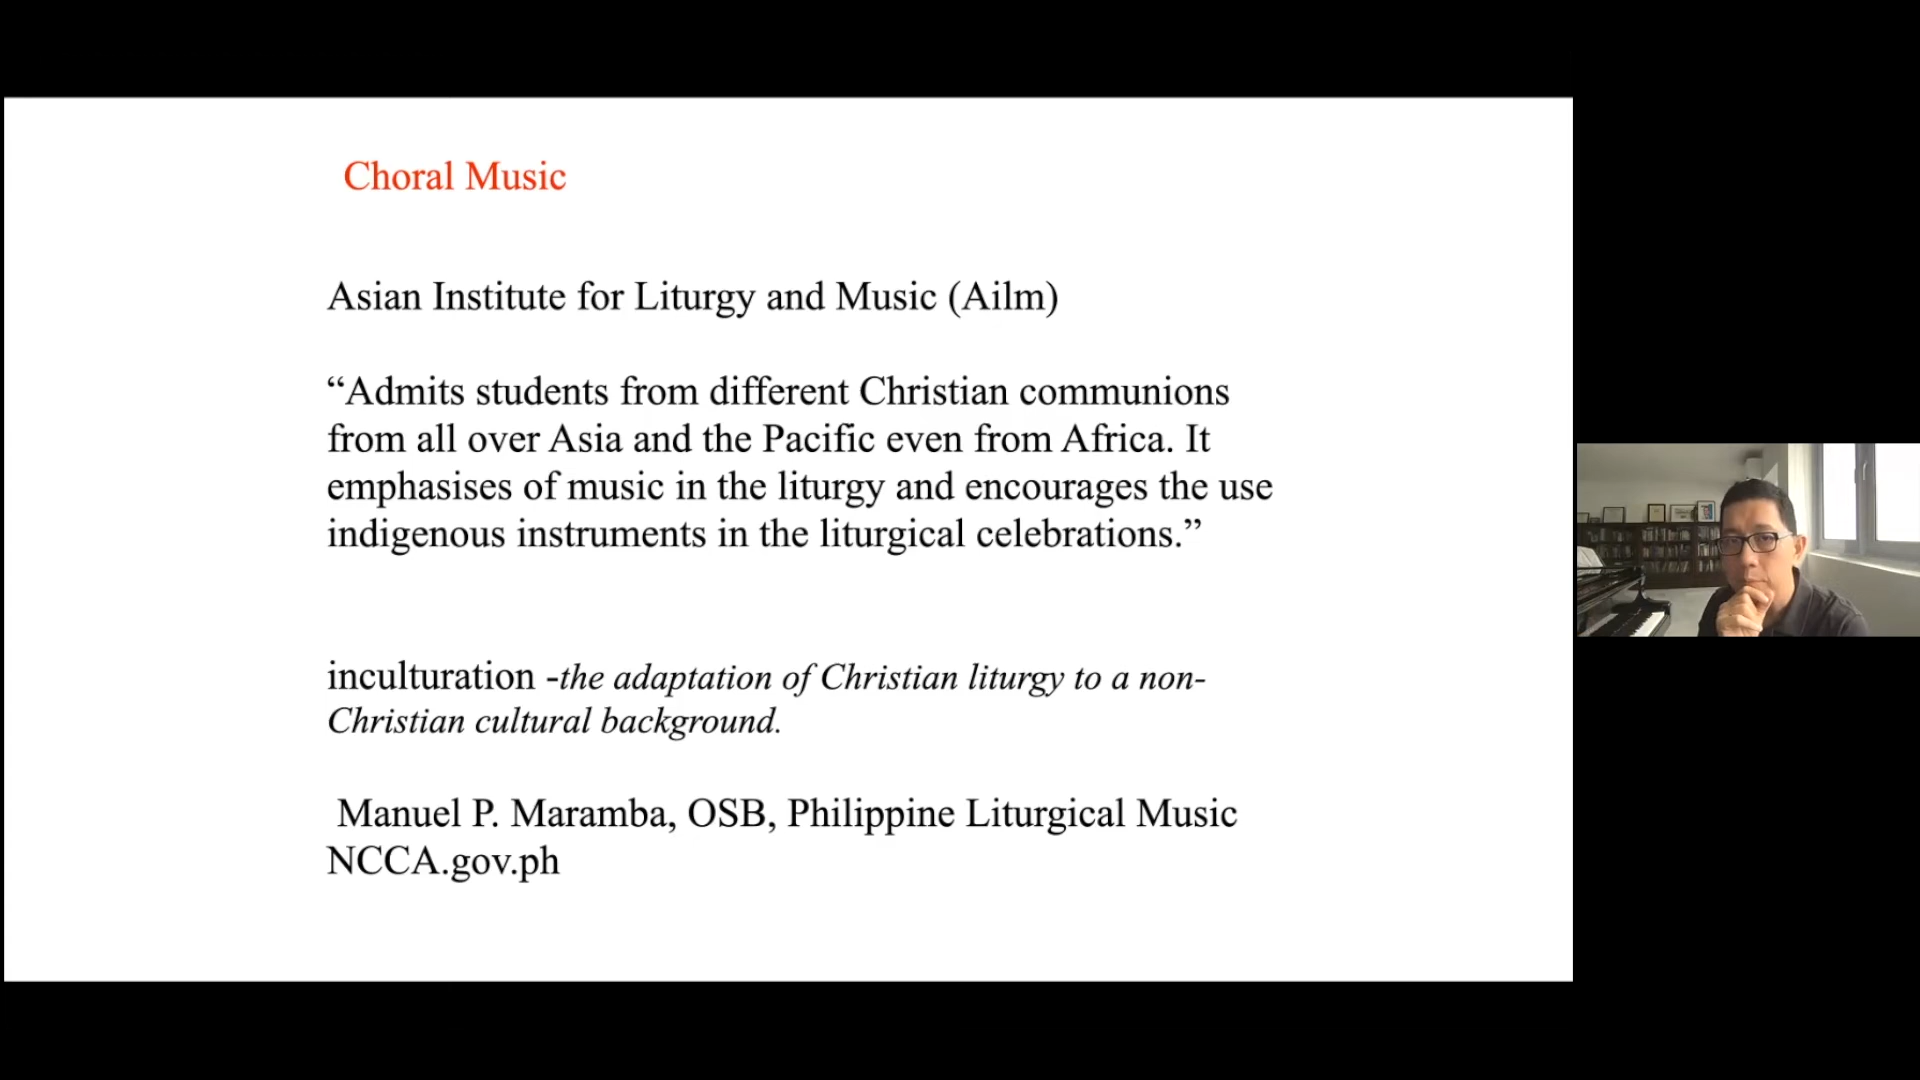 Choral Music
Asian Institute for Liturgy and Music (Ailm)
“Admits students from different Christian communions
from all over Asia and the Pacific even from Africa. It
emphasises of music in the liturgy and encourages the use
indigenous instruments in the liturgical celebrations.”
inculturation -the adaptation of Christian liturgy to a non-
Christian cultural background.
Manuel P. Maramba, OSB, Philippine Liturgical Music
NCCA.gov.ph